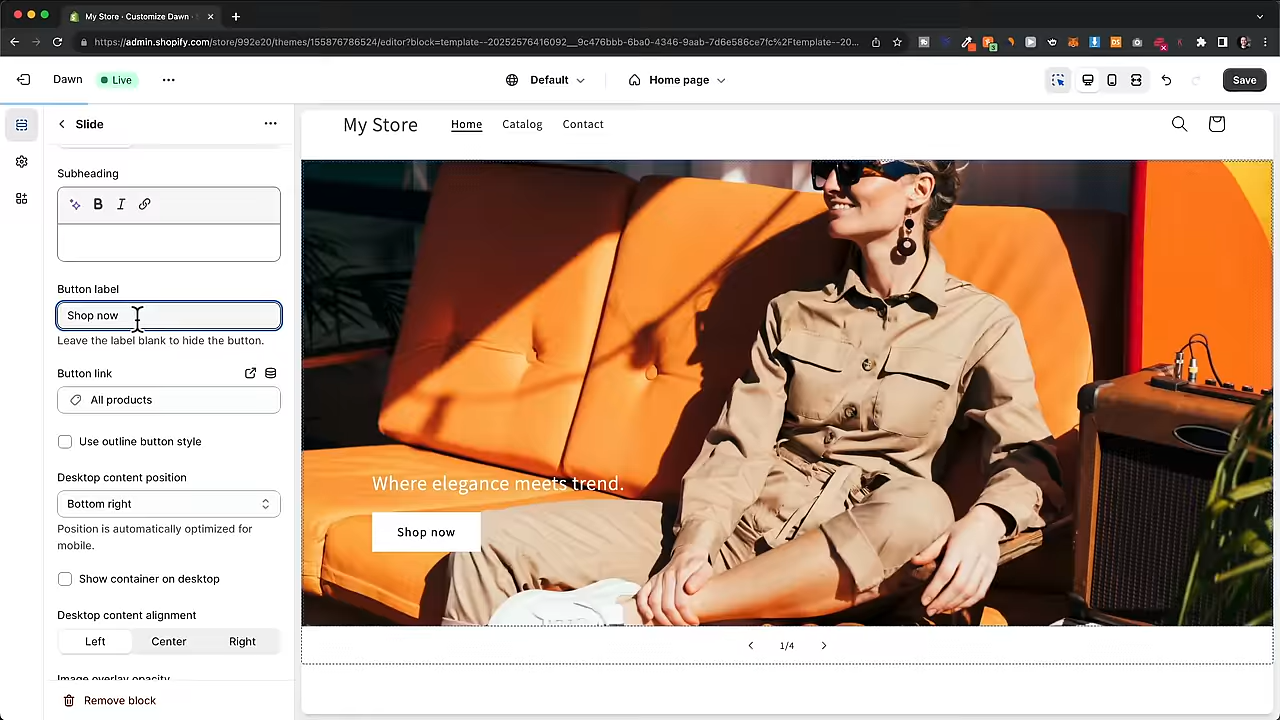 My Store · Customize Dawn ·
https://admin.shopify.com/store/992e20/themes/155876786524/editor?block=template--20252576416092__9c476bbb-6ba0-4346-9aab-7d6e586ce7fc%2Ftemplate--20...
Dawn
Live
Default
Home page
Save
Slide
My Store
Home
Catalog
Contact
Subheading
B I
Button label
Shop now
Leave the label blank to hide the button.
Button link
All products
Use outline button style
Desktop content position
Bottom right
Position is automatically optimized for
mobile.
Show container on desktop
Desktop content alignment
Left
Center
Right
Image overlay opacity
Remove block
Where elegance meets trend.
Shop now
1/4